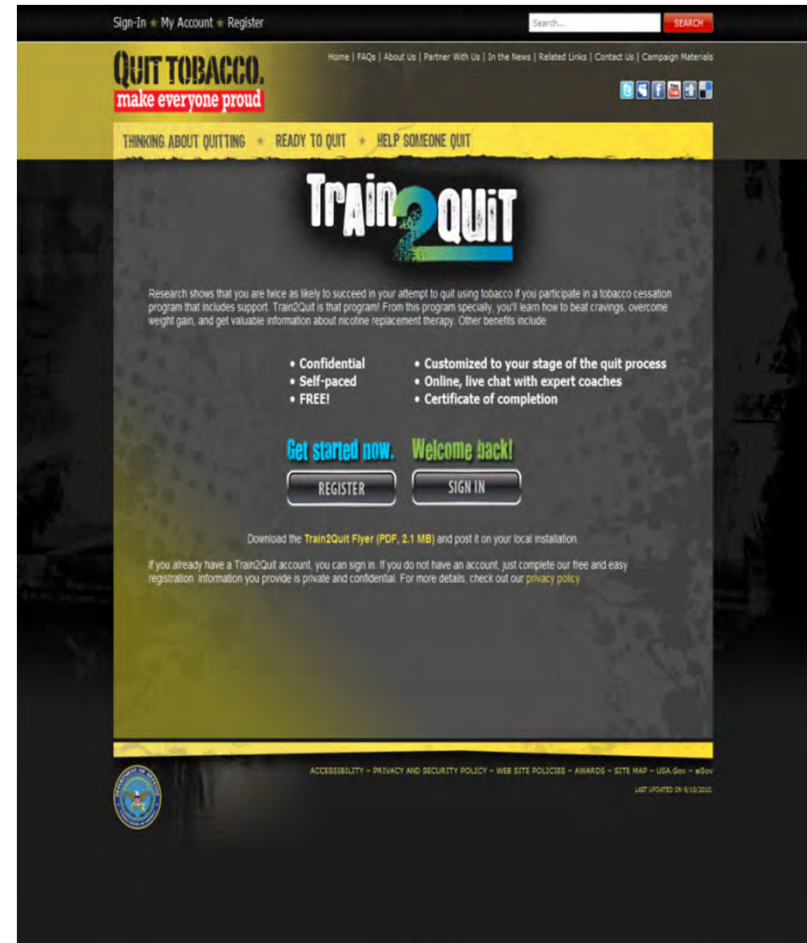 Sign-In ★ My Account ★ Register
Search...
SEARCH
QUIT TOBACCO.
make everyone proud
Home | FAQs | About Us | Partner With Us | In the News | Related Links | Contact Us | Campaign Materials
THINKING ABOUT QUITTING ★ READY TO QUIT ★ HELP SOMEONE QUIT
TrAin2QUiT
Research shows that you are twice as likely to succeed in your attempt to quit using tobacco if you participate in a tobacco cessation
program that includes support. Train2Quit is that program! From this program specially, you'll learn how to beat cravings, overcome
weight gain, and get valuable information about nicotine replacement therapy. Other benefits include:
• Confidential
• Self-paced
• FREE!
• Customized to your stage of the quit process
• Online, live chat with expert coaches
• Certificate of completion
Get started now.
REGISTER
Welcome back!
SIGN IN
Download the Train2Quit Flyer (PDF, 2.1 MB) and post it on your local installation.
If you already have a Train2Quit account, you can sign in. If you do not have an account, just complete our free and easy
registration. Information you provide is private and confidential. For more details, check out our privacy policy.
ACCESSIBILITY – PRIVACY AND SECURITY POLICY – WEB SITE POLICIES – AWARDS – SITE MAP – USA.Gov – eGov
LAST UPDATED ON 6/10/2010.